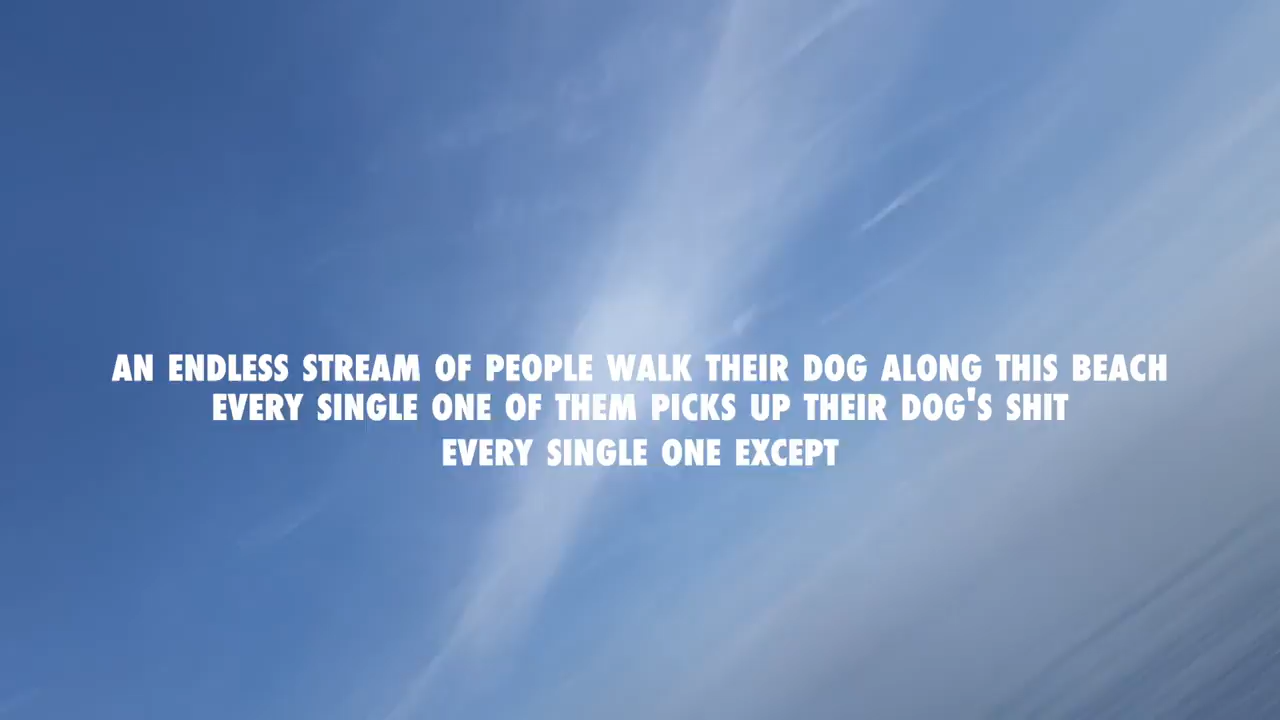 AN ENDLESS STREAM OF PEOPLE WALK THEIR DOG ALONG THIS BEACH
EVERY SINGLE ONE OF THEM PICKS UP THEIR DOG'S SHIT
EVERY SINGLE ONE EXCEPT